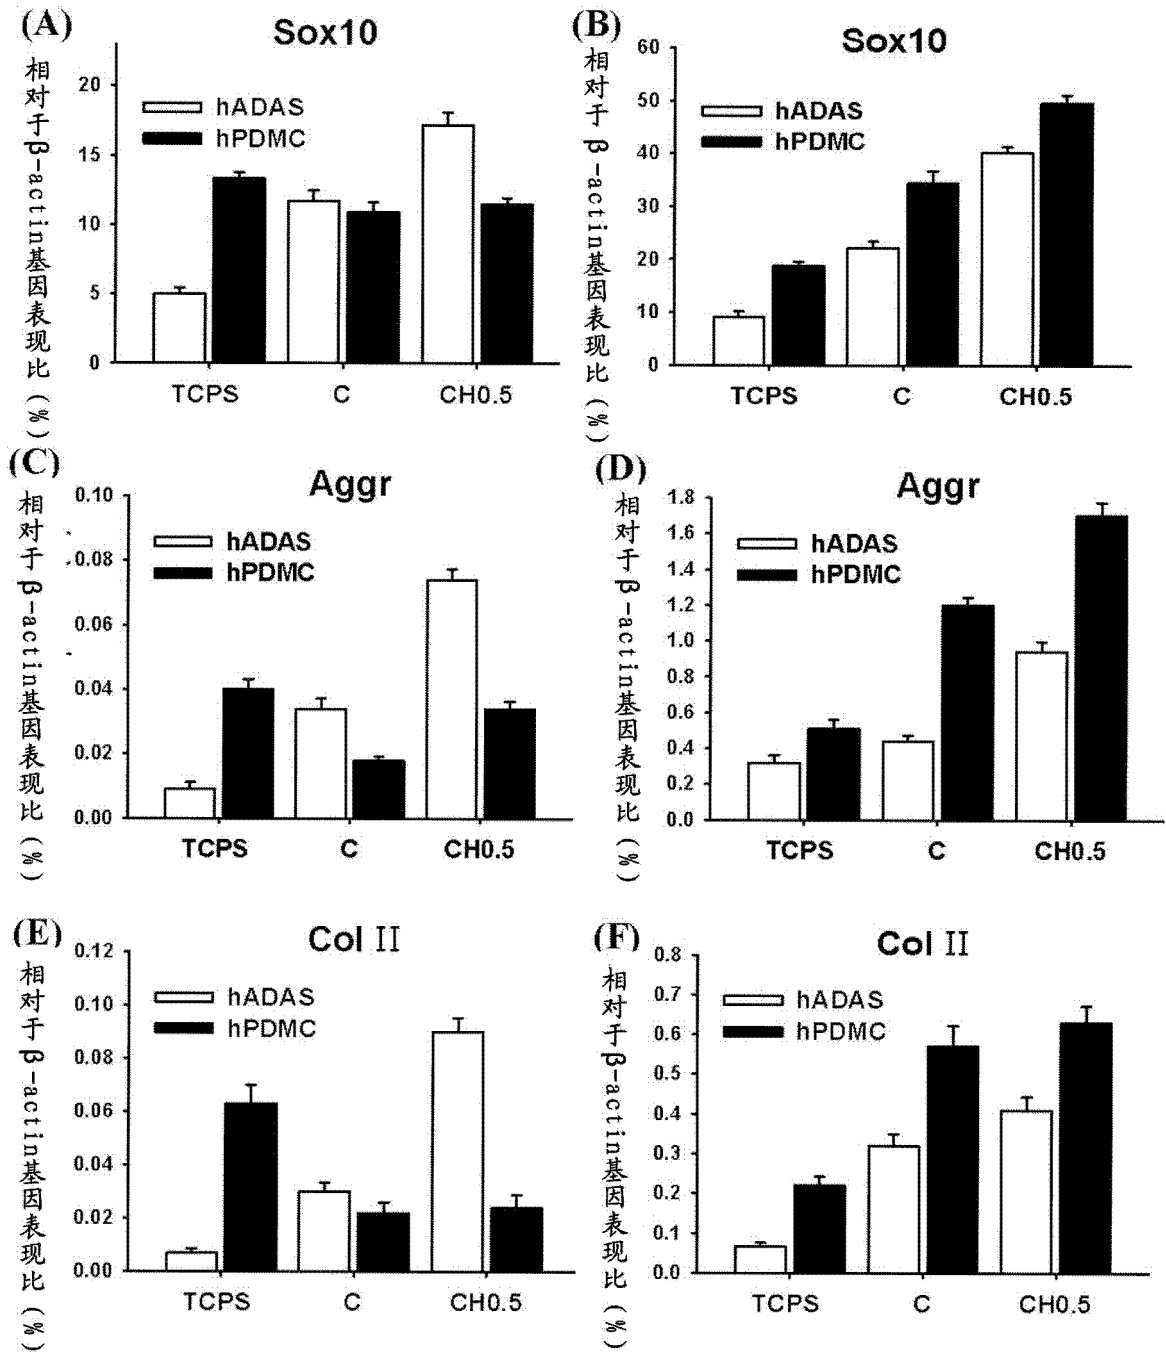 (A)
Sox10
相对于β-actin基因表现比(%)
20
15
10
5
0
hADAS
hPDMC
TCPS C CH0.5
(B)
Sox10
相对于β-actin基因表现比(%)
60
50
40
30
20
10
0
hADAS
hPDMC
TCPS C CH0.5
(C)
Aggr
相对于β-actin基因表现比(%)
0.10
0.08
0.06
0.04
0.02
0.00
hADAS
hPDMC
TCPS C CH0.5
(D)
Aggr
相对于β-actin基因表现比(%)
1.8
1.6
1.4
1.2
1.0
0.8
0.6
0.4
0.2
0.0
hADAS
hPDMC
TCPS C CH0.5
(E)
Col II
相对于β-actin基因表现比(%)
0.12
0.10
0.08
0.06
0.04
0.02
0.00
hADAS
hPDMC
TCPS C CH0.5
(F)
Col II
相对于β-actin基因表现比(%)
0.8
0.7
0.6
0.5
0.4
0.3
0.2
0.1
0.0
hADAS
hPDMC
TCPS C CH0.5